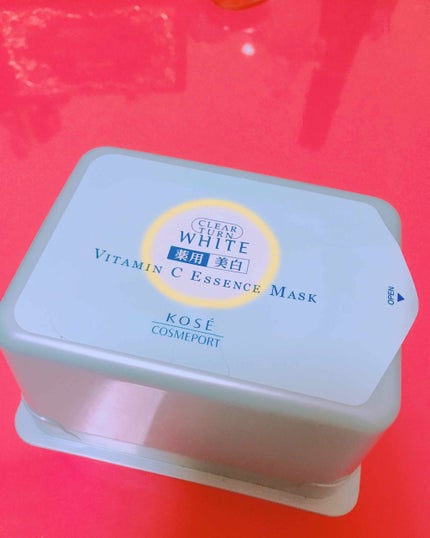 CLEAR
TURN
WHITE
薬用 美白
VITAMIN C ESSENCE MASK
KOSÉ
COSMEPORT
OPEN